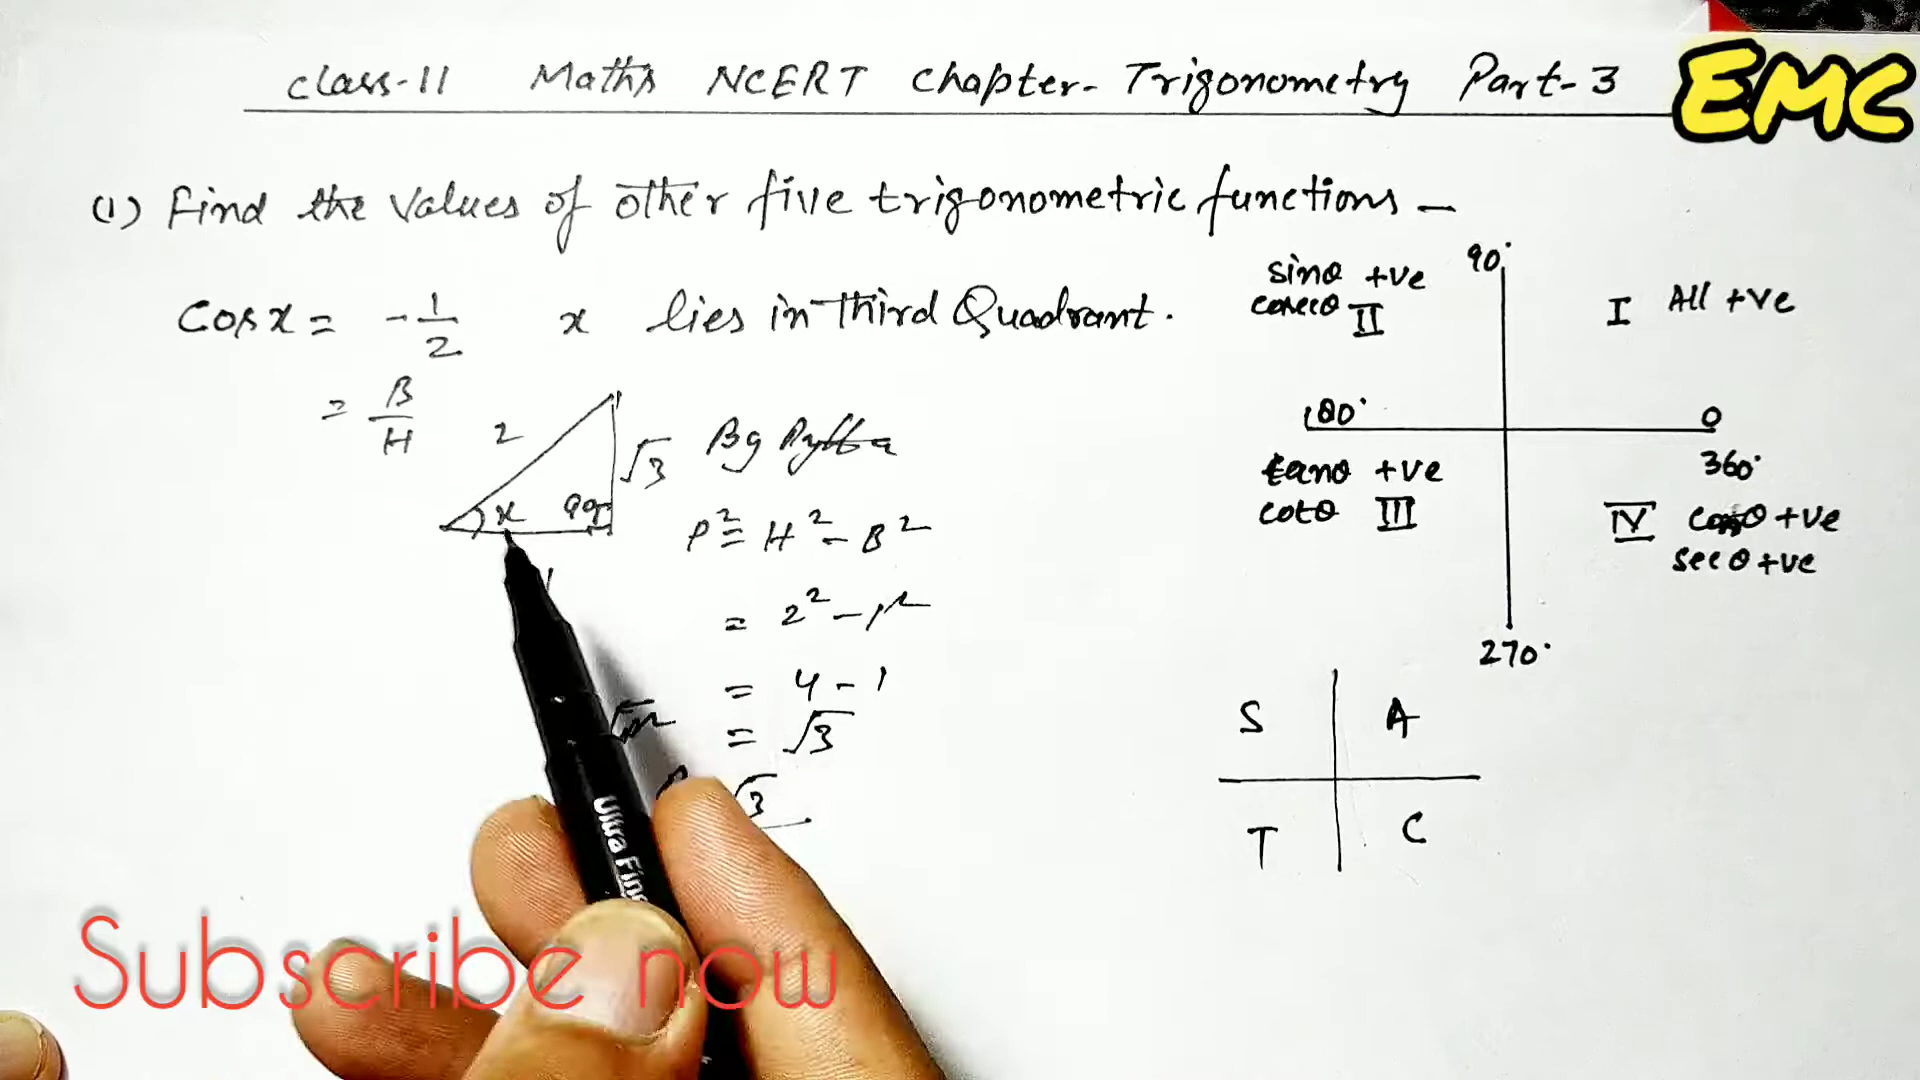 class-11 Maths NCERT Chapter- Trigonometry Part-3
EMC
(1) Find the values of other five trigonometric functions —
Cos x = -1/2 x lies in Third Quadrant.
= B/H
2
√3
x 90°
1
By
P² = H² - B²
= 2² - 1²
= 4 - 1
= √3
√3
90°
sinθ +ve
cosecθ II
I All +ve
180°
0
360°
tanθ +ve
cotθ III
IV cosθ +ve
secθ +ve
270°
S A
T C
Ultra Fine
Subscribe now